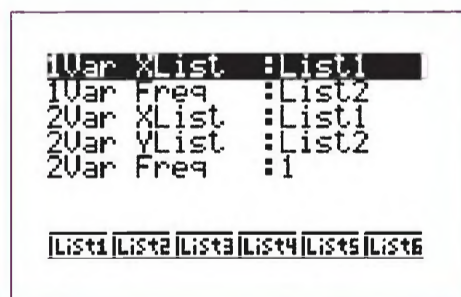 1Var XList :List1
1Var Freq :List2
2Var XList :List1
2Var YList :List2
2Var Freq :1
List1 List2 List3 List4 List5 List6